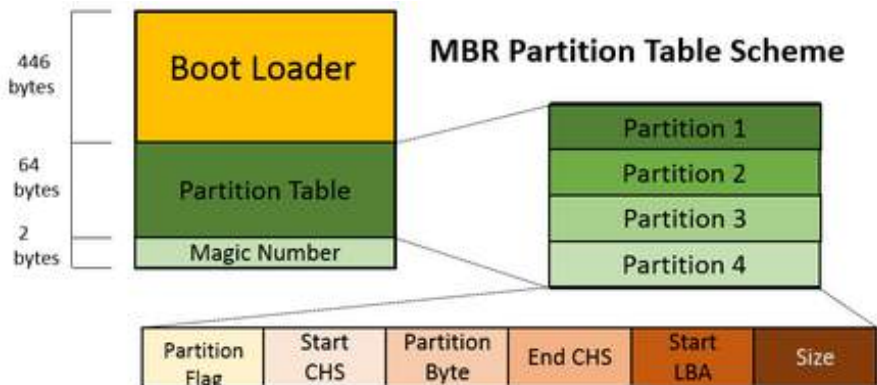 MBR Partition Table Scheme
446
bytes
Boot Loader
64
bytes
Partition Table
2
bytes
Magic Number
Partition 1
Partition 2
Partition 3
Partition 4
Partition
Flag
Start
CHS
Partition
Byte
End CHS
Start
LBA
Size